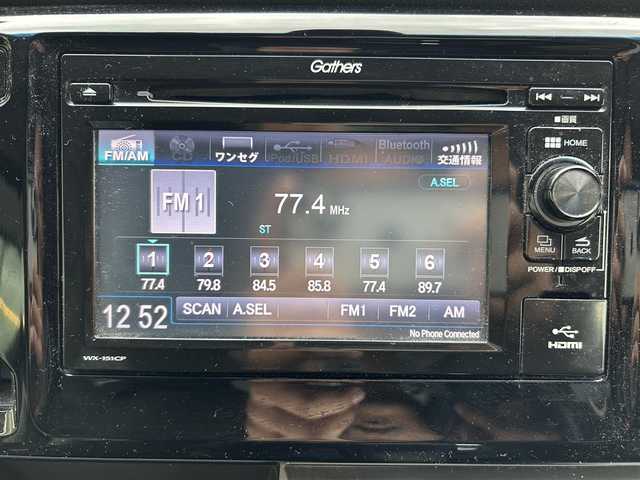 Gathers
画質
FM/AM CD ワンセグ iPod/USB HDMI Bluetooth AUDIO 交通情報
HOME
A.SEL
FM 1
77.4 MHz
ST
1 2 3 4 5 6
77.4 79.8 84.5 85.8 77.4 89.7
MENU BACK
POWER/DISPOFF
12 52
SCAN A.SEL FM1 FM2 AM
No Phone Connected
HDMI
WX-151CP